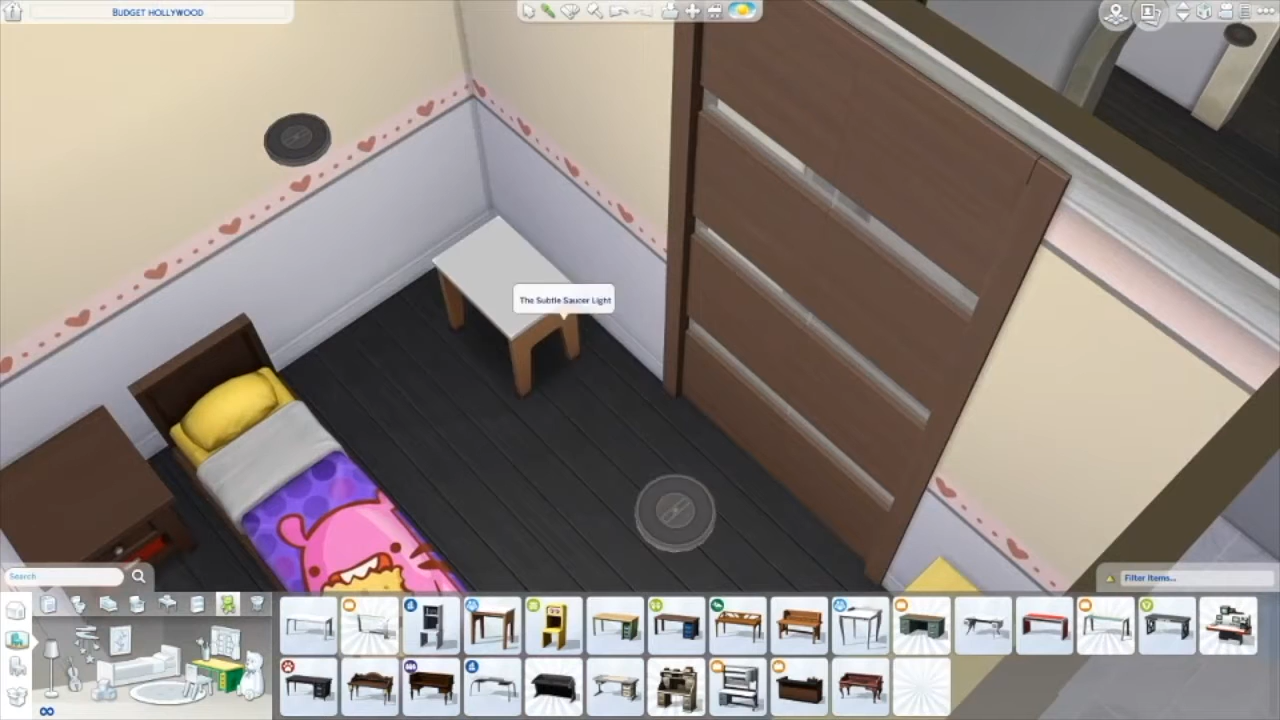 BUDGET HOLLYWOOD
The Subtle Saucer Light
Search
Filter Items...